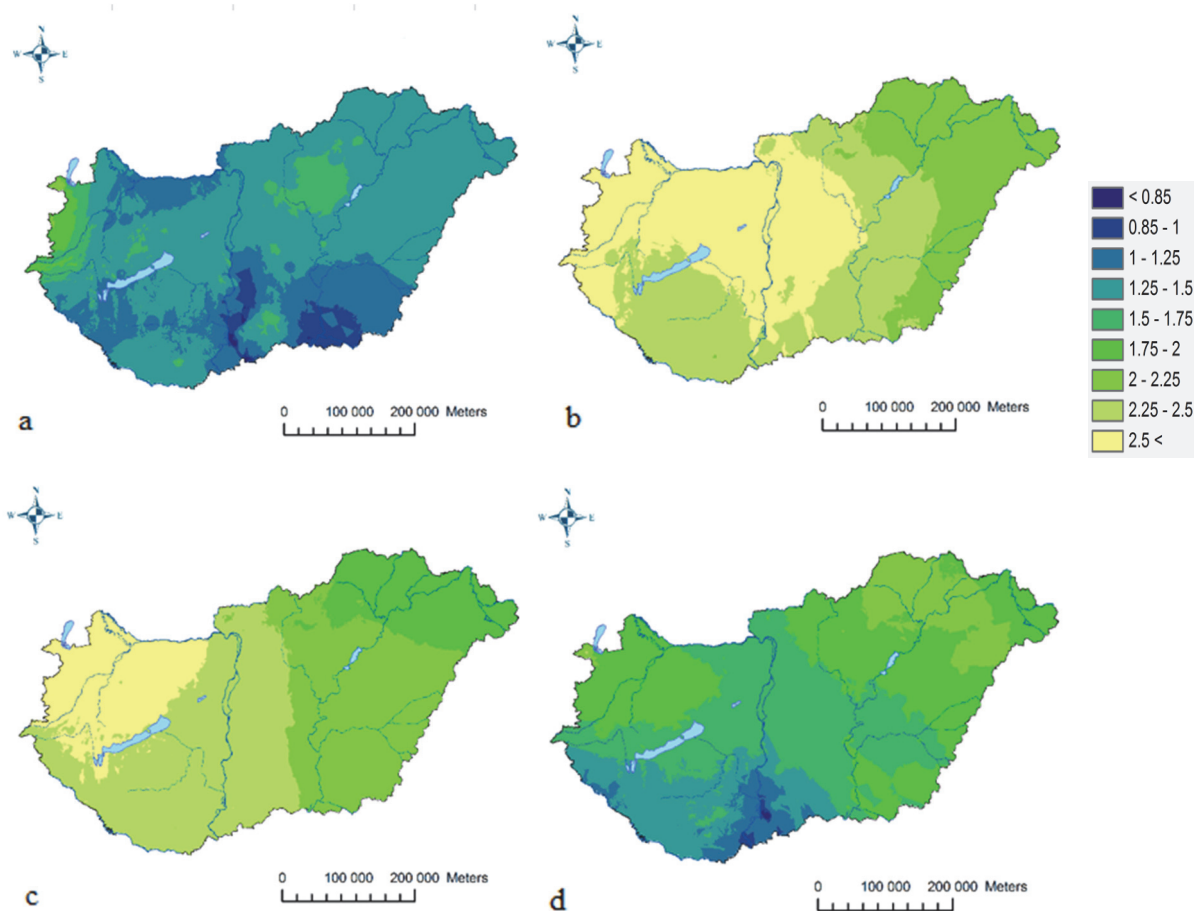 N
W E
S
N
W E
S
a
0 100 000 200 000 Meters
b
0 100 000 200 000 Meters
< 0.85
0.85 - 1
1 - 1.25
1.25 - 1.5
1.5 - 1.75
1.75 - 2
2 - 2.25
2.25 - 2.5
2.5 <
N
W E
S
N
W E
S
c
0 100 000 200 000 Meters
d
0 100 000 200 000 Meters